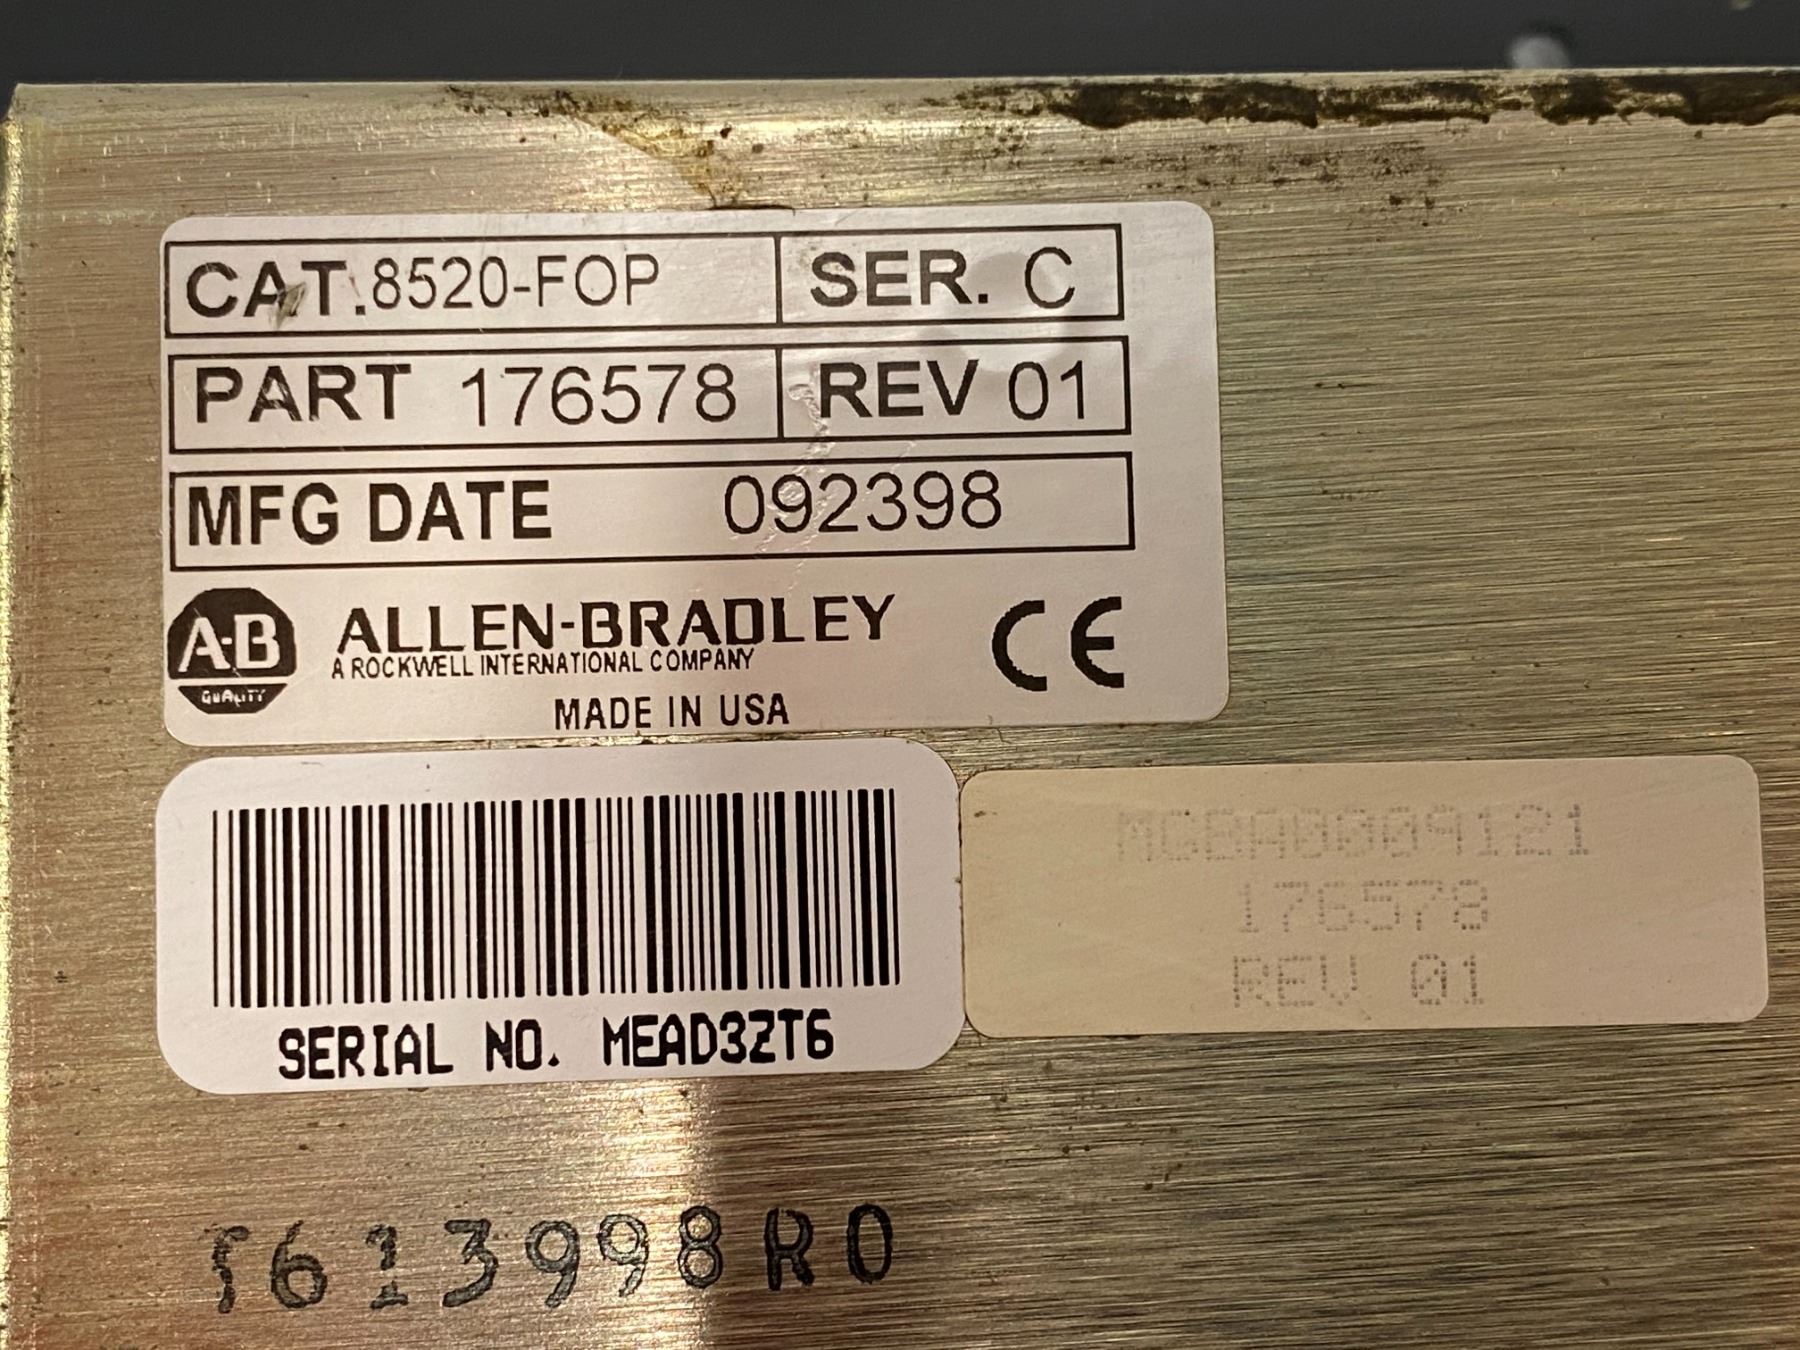 CAT.8520-FOP SER. C
PART 176578 REV 01
MFG DATE 092398
A-B
QUALITY
ALLEN-BRADLEY
A ROCKWELL INTERNATIONAL COMPANY
CE
MADE IN USA
SERIAL NO. MEAD3ZT6
176578
REV 01